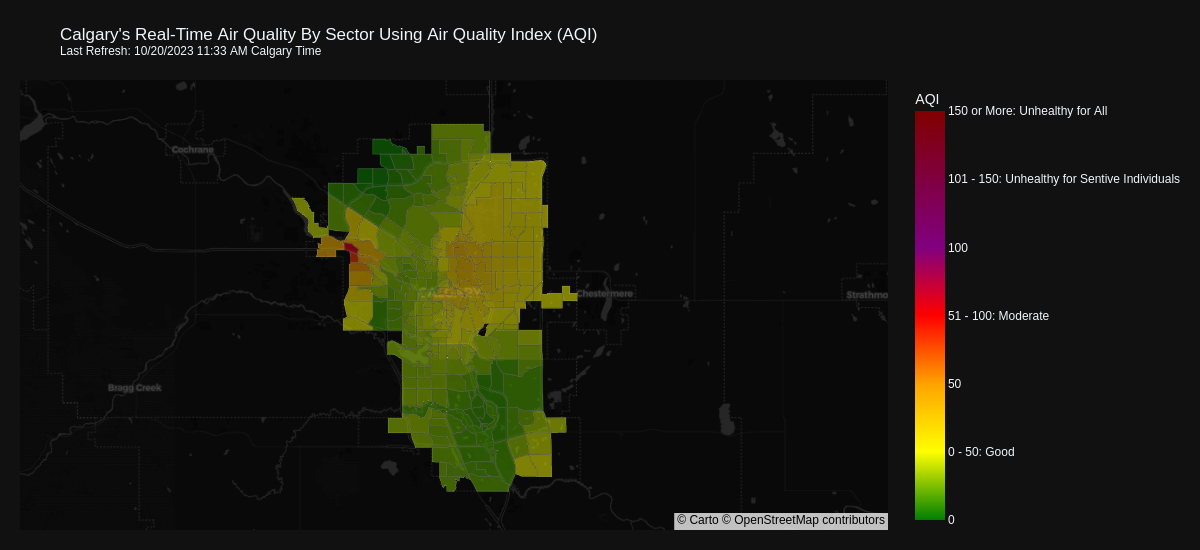 Calgary's Real-Time Air Quality By Sector Using Air Quality Index (AQI)
Last Refresh: 10/20/2023 11:33 AM Calgary Time
AQI
150 or More: Unhealthy for All
Cochrane
101 - 150: Unhealthy for Sentive Individuals
100
CALGARY
Chestermere
Strathmo
51 - 100: Moderate
50
Bragg Creek
0 - 50: Good
© Carto © OpenStreetMap contributors
0